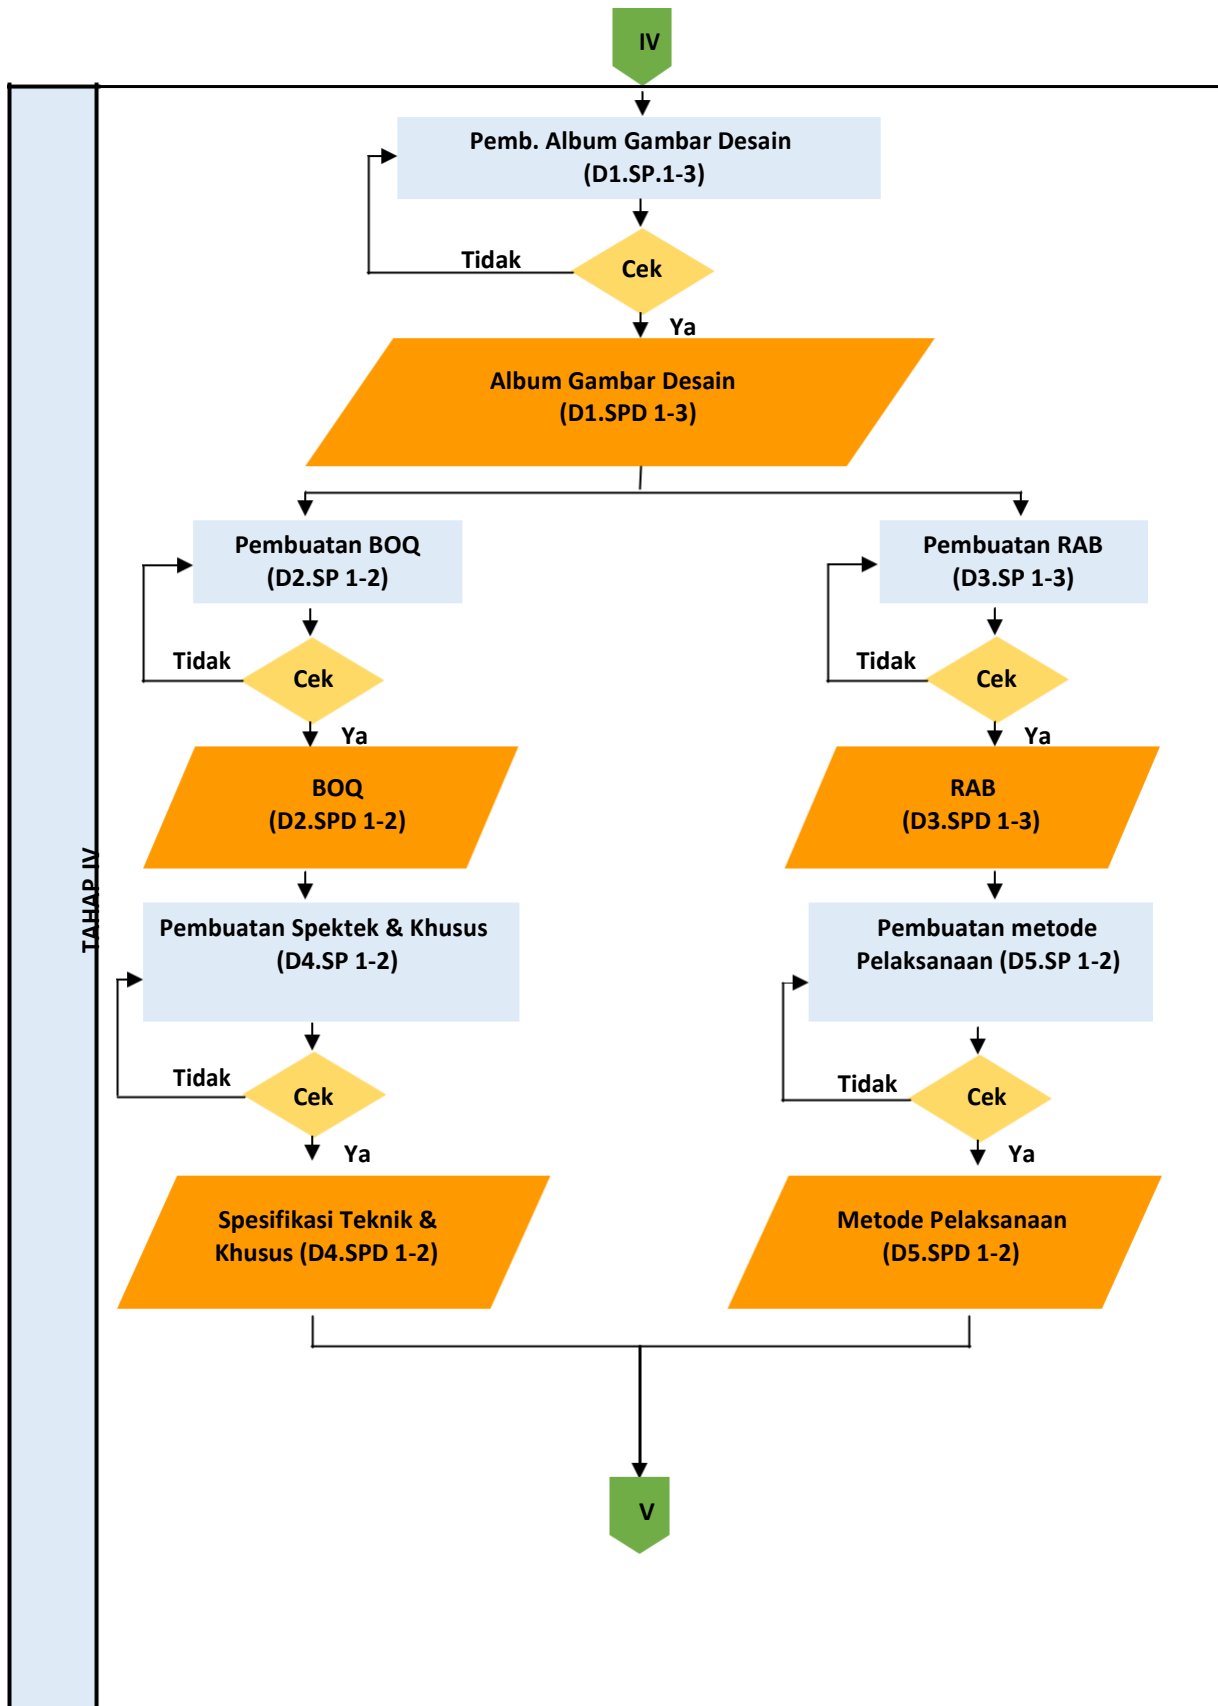 IV
Pemb. Album Gambar Desain
(D1.SP.1-3)
Tidak
Cek
Ya
Album Gambar Desain
(D1.SPD 1-3)
Pembuatan BOQ
(D2.SP 1-2)
Tidak
Cek
Ya
BOQ
(D2.SPD 1-2)
Pembuatan Spektek & Khusus
(D4.SP 1-2)
Tidak
Cek
Ya
Spesifikasi Teknik &
Khusus (D4.SPD 1-2)
Pembuatan RAB
(D3.SP 1-3)
Tidak
Cek
Ya
RAB
(D3.SPD 1-3)
Pembuatan metode
Pelaksanaan (D5.SP 1-2)
Tidak
Cek
Ya
Metode Pelaksanaan
(D5.SPD 1-2)
TAHAP IV
V